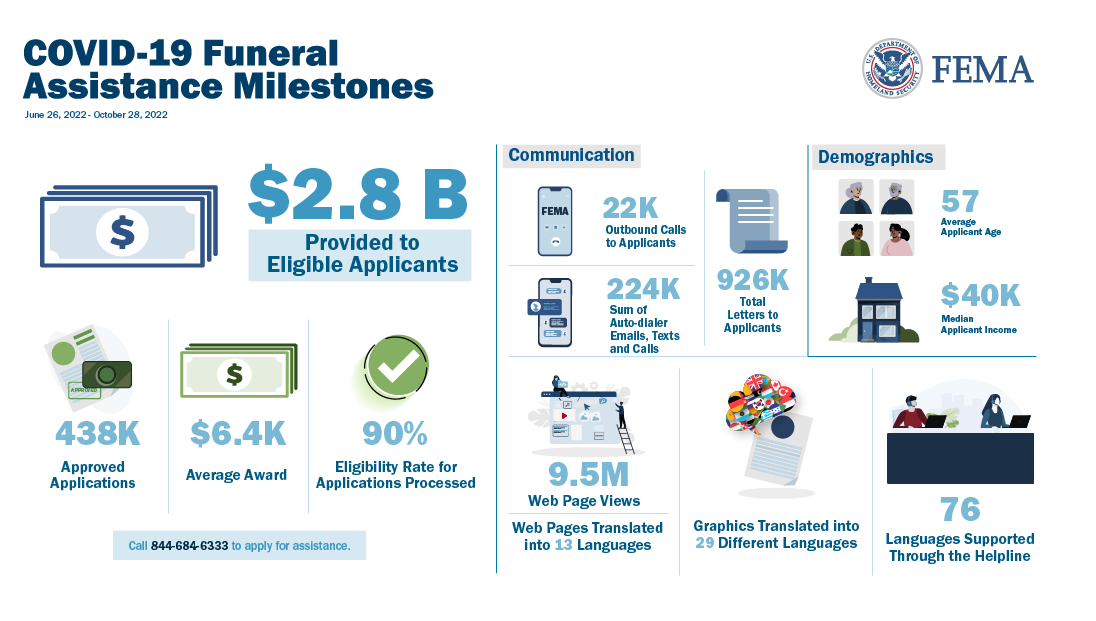 COVID-19 Funeral
Assistance Milestones
June 26, 2022 - October 28, 2022
FEMA
$2.8 B
Provided to
Eligible Applicants
APPROVED
438K
Approved
Applications
$6.4K
Average Award
90%
Eligibility Rate for
Applications Processed
Call 844-684-6333 to apply for assistance.
Communication
FEMA
22K
Outbound Calls
to Applicants
224K
Sum of
Auto-dialer
Emails, Texts
and Calls
926K
Total
Letters to
Applicants
Demographics
57
Average
Applicant Age
$40K
Median
Applicant Income
9.5M
Web Page Views
Web Pages Translated
into 13 Languages
Graphics Translated into
29 Different Languages
76
Languages Supported
Through the Helpline